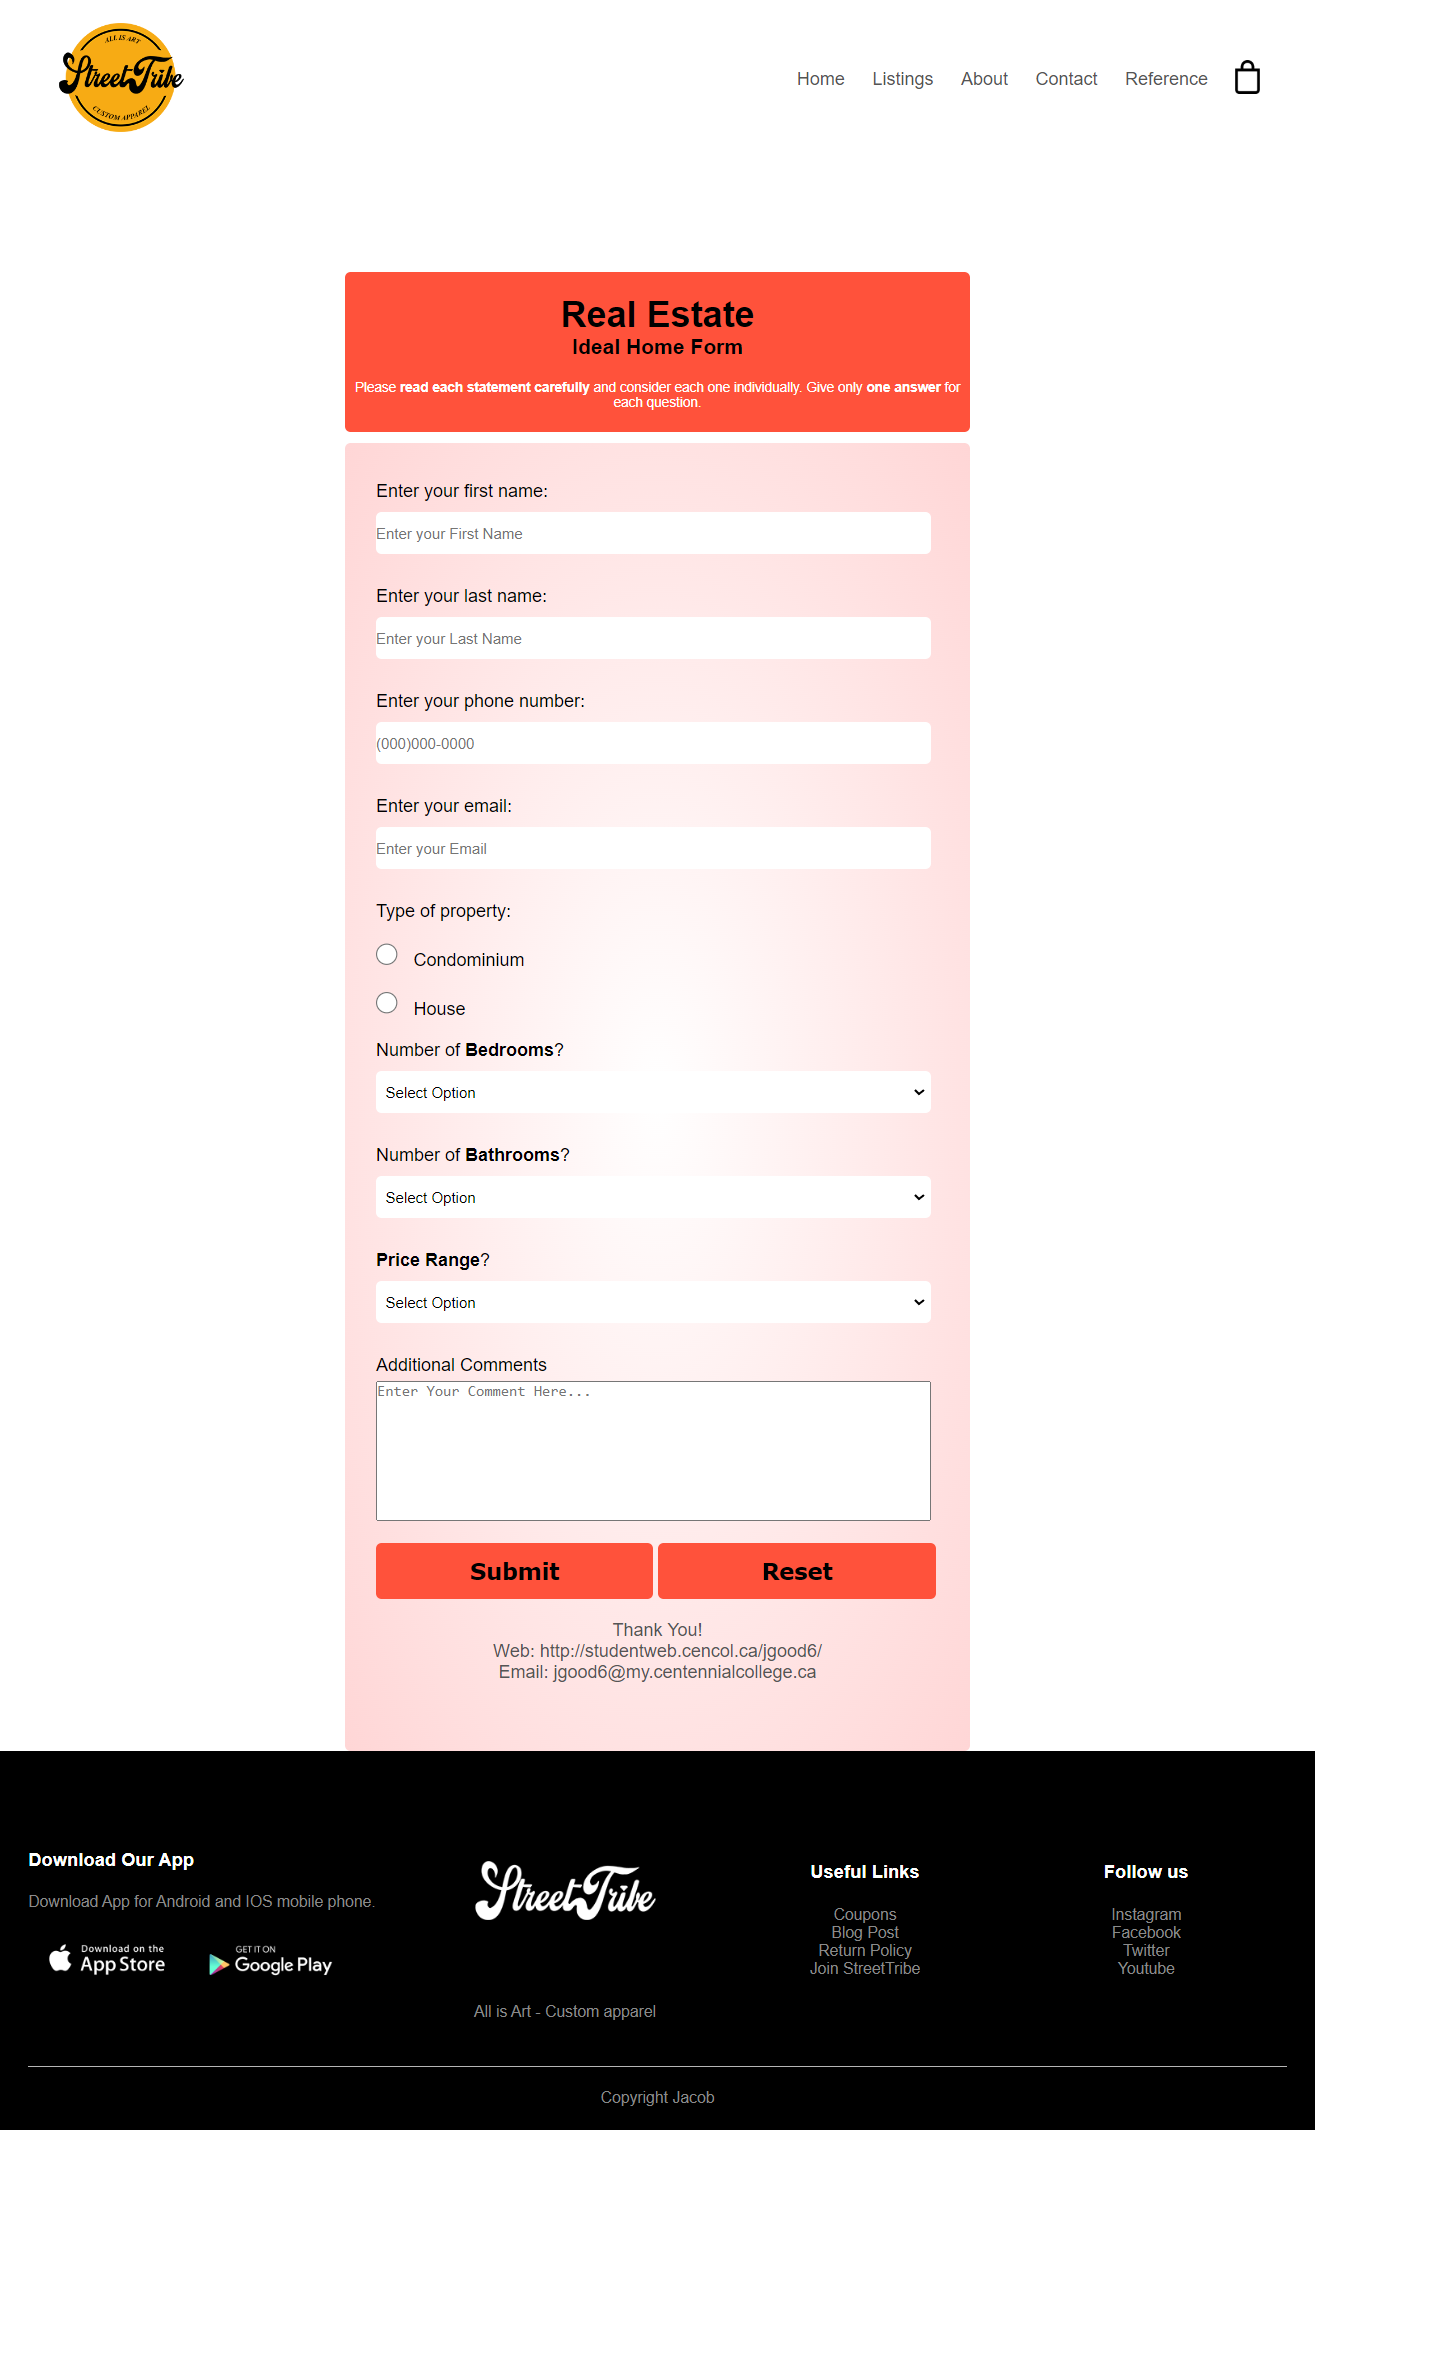 ALL IS ART
StreetTribe
CUSTOM APPAREL
Home Listings About Contact Reference
Real Estate
Ideal Home Form
Please read each statement carefully and consider each one individually. Give only one answer for
each question.
Enter your first name:
Enter your First Name
Enter your last name:
Enter your Last Name
Enter your phone number:
(000)000-0000
Enter your email:
Enter your Email
Type of property:
Condominium
House
Number of Bedrooms?
Select Option
Number of Bathrooms?
Select Option
Price Range?
Select Option
Additional Comments
Enter Your Comment Here...
Submit Reset
Thank You!
Web: http://studentweb.cencol.ca/jgood6/
Email: jgood6@my.centennialcollege.ca
Download Our App
Download App for Android and IOS mobile phone.
Download on the
App Store
GET IT ON
Google Play
StreetTribe
All is Art - Custom apparel
Useful Links
Coupons
Blog Post
Return Policy
Join StreetTribe
Follow us
Instagram
Facebook
Twitter
Youtube
Copyright Jacob